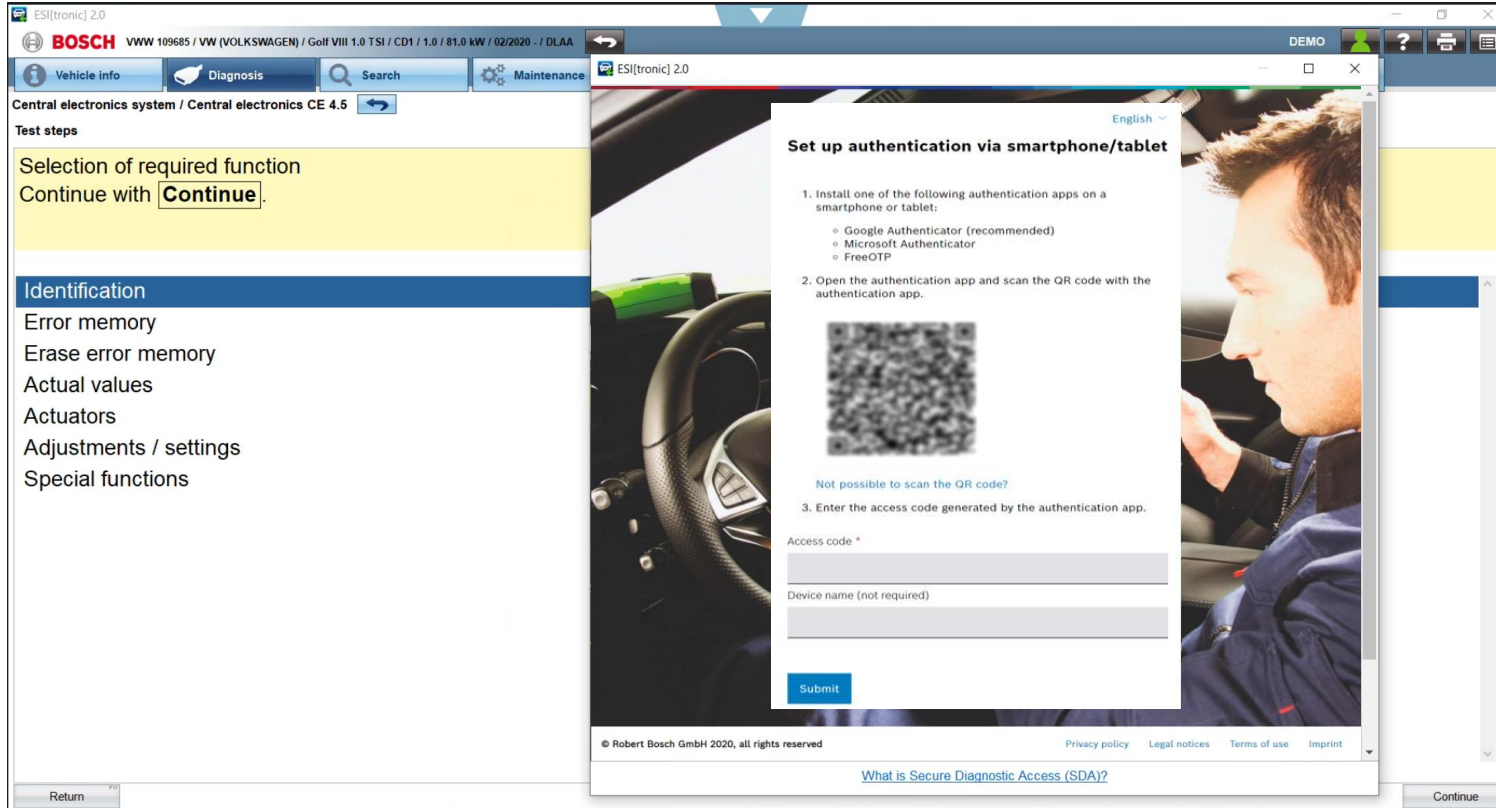 ESI[tronic] 2.0
BOSCH VWW 109685 / VW (VOLKSWAGEN) / Golf VIII 1.0 TSI / CD1 / 1.0 / 81.0 kW / 02/2020 - / DLAA
DEMO
?
Vehicle info
Diagnosis
Search
Maintenance
Central electronics system / Central electronics CE 4.5
Test steps
Selection of required function
Continue with Continue.
Identification
Error memory
Erase error memory
Actual values
Actuators
Adjustments / settings
Special functions
Return
ESI[tronic] 2.0
English
Set up authentication via smartphone/tablet
1. Install one of the following authentication apps on a
smartphone or tablet:
Google Authenticator (recommended)
Microsoft Authenticator
FreeOTP
2. Open the authentication app and scan the QR code with the
authentication app.
Not possible to scan the QR code?
3. Enter the access code generated by the authentication app.
Access code *
Device name (not required)
Submit
© Robert Bosch GmbH 2020, all rights reserved
Privacy policy Legal notices Terms of use Imprint
What is Secure Diagnostic Access (SDA)?
Continue